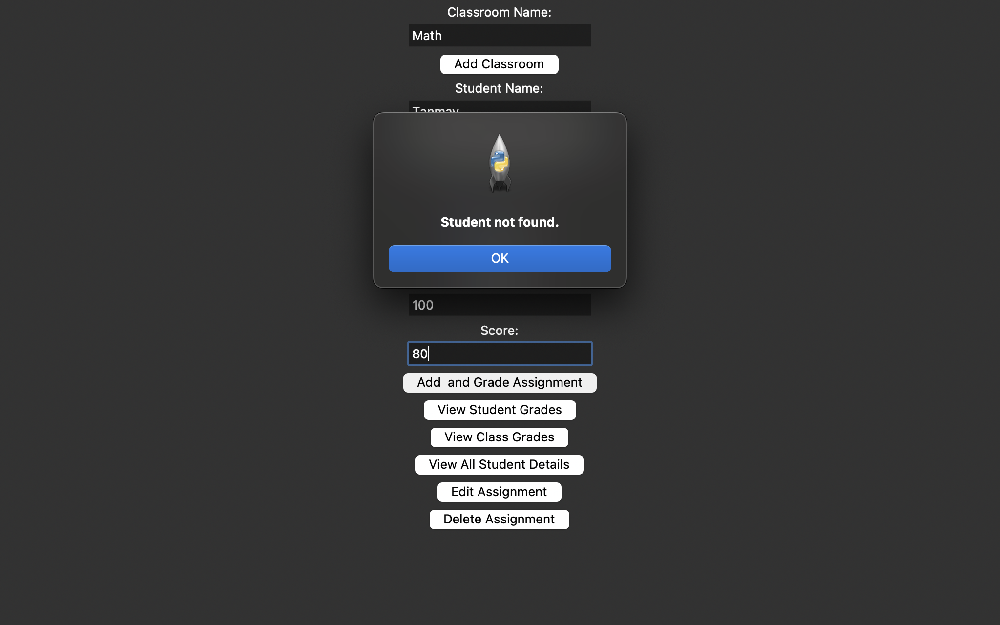 Classroom Name:
Math
Add Classroom
Student Name:
Tanmay
Student not found.
OK
100
Score:
80
Add  and Grade Assignment
View Student Grades
View Class Grades
View All Student Details
Edit Assignment
Delete Assignment